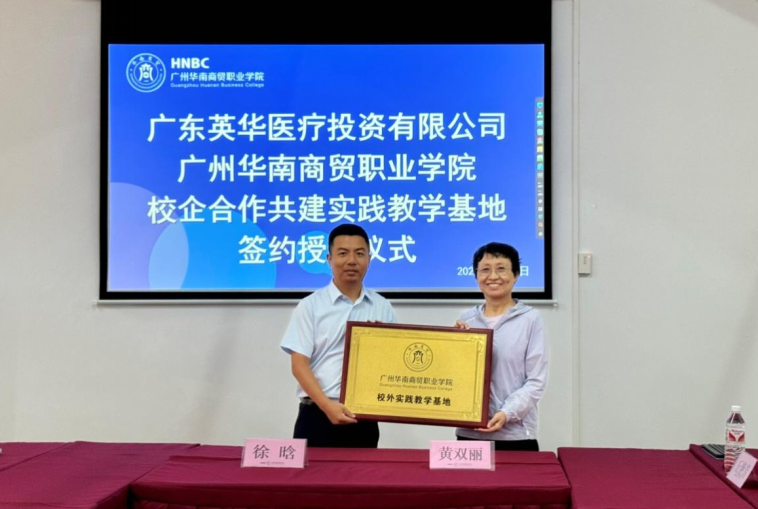 HNBC
广州华南商贸职业学院
Guangzhou Huanan Business College
广东英华医疗投资有限公司
广州华南商贸职业学院
校企合作共建实践教学基地
签约授 仪式
202 日
广州华南商贸职业学院
Guangzhou Huanan Business College
校外实践教学基地
徐晗
黄双丽